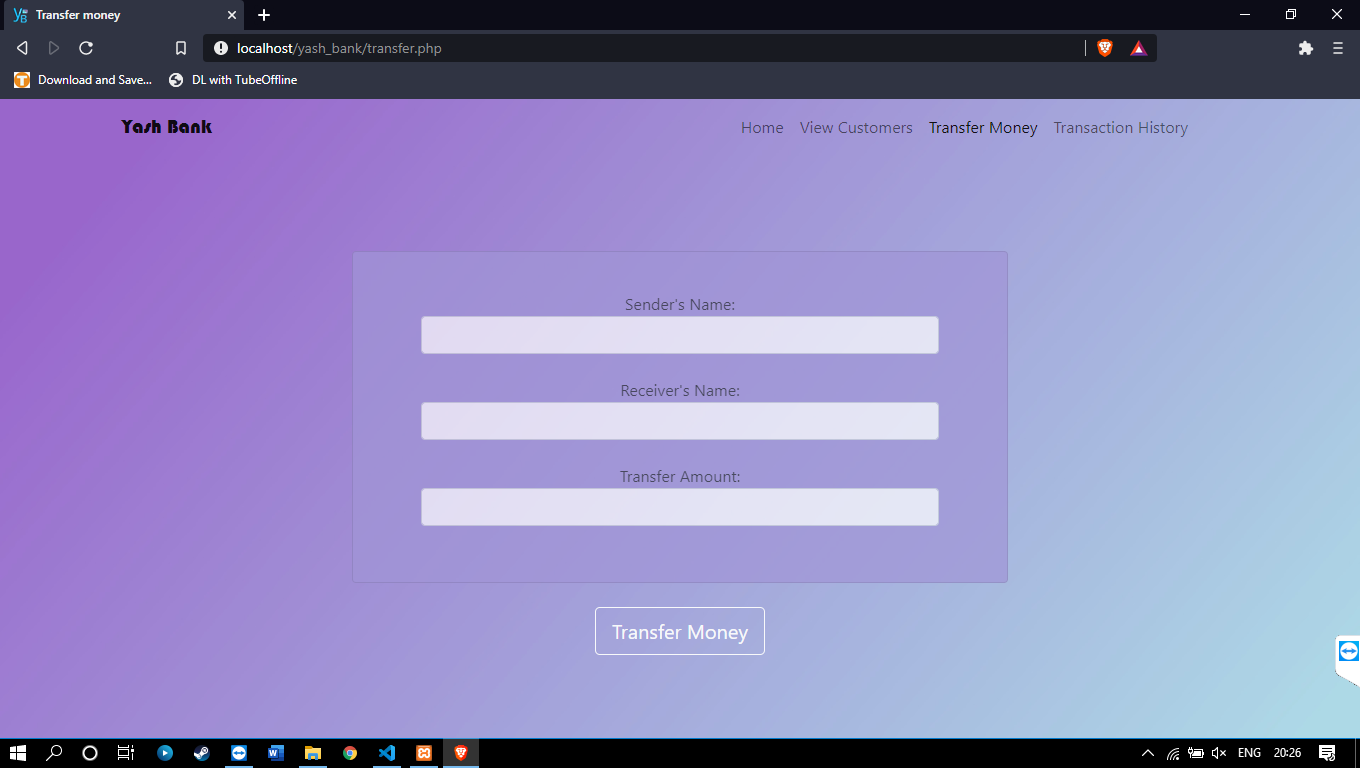 Transfer money
localhost/yash_bank/transfer.php
Download and Save... DL with TubeOffline
Yash Bank Home View Customers Transfer Money Transaction History
Sender's Name:
Receiver's Name:
Transfer Amount:
Transfer Money
ENG 20:26